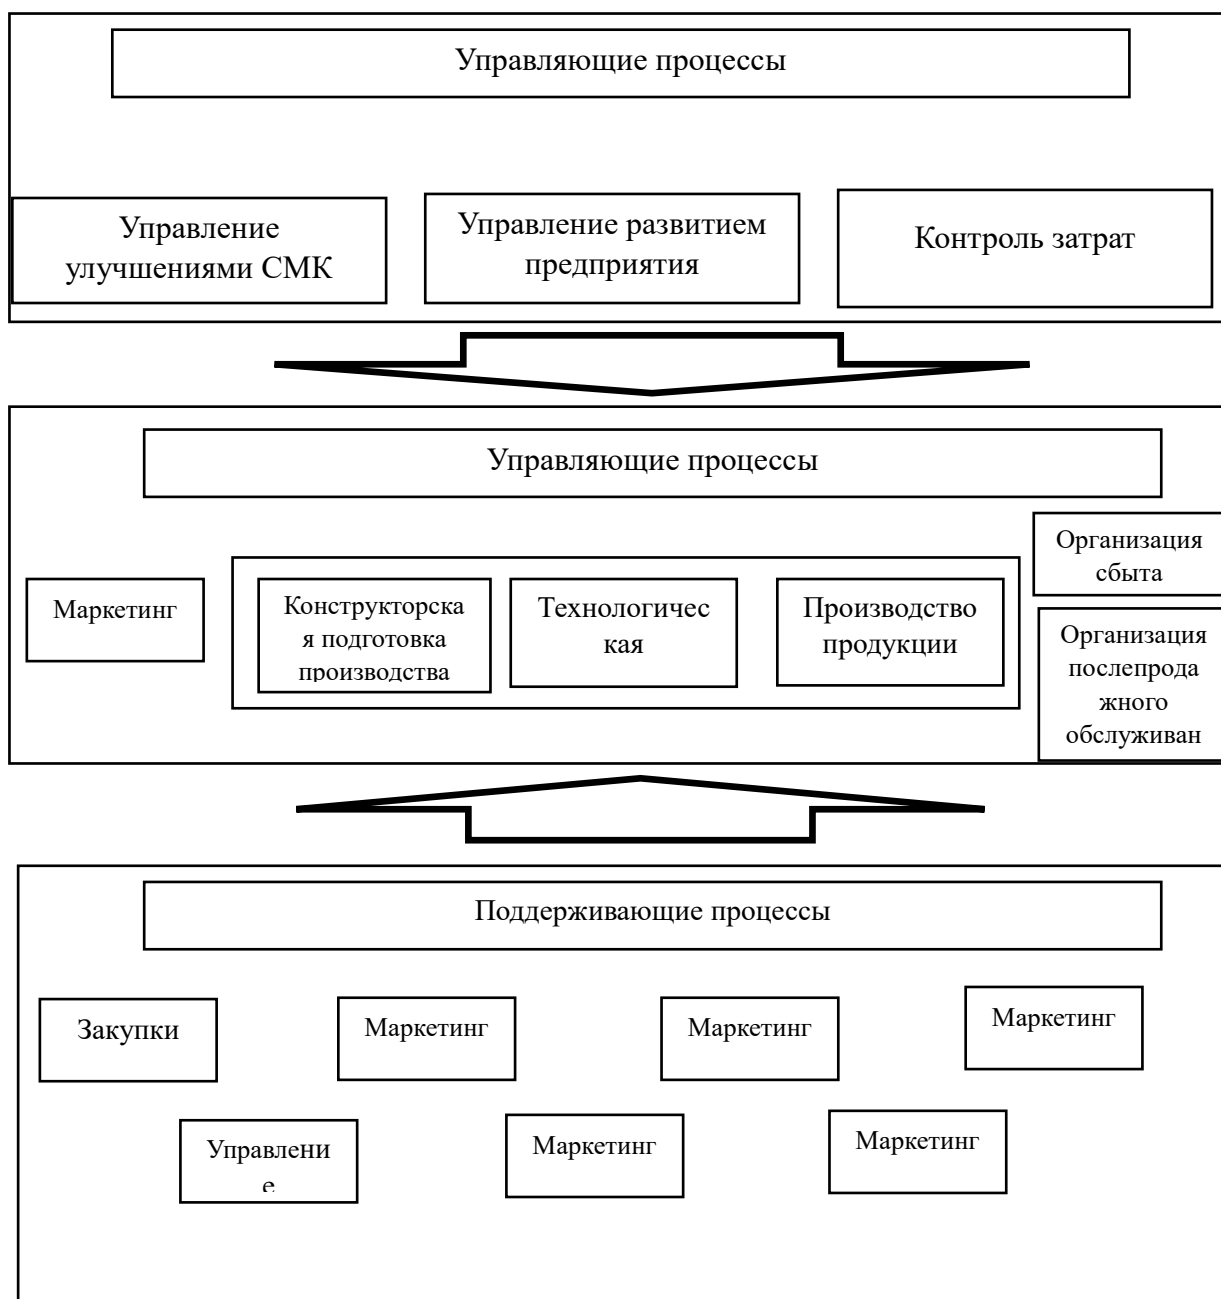 Управляющие процессы
Управление
улучшениями СМК
Управление развитием
предприятия
Контроль затрат
Управляющие процессы
Маркетинг
Конструкторска
я подготовка
производства
Технологичес
кая
Производство
продукции
Организация
сбыта
Организация
послепрода
жного
обслуживан
Поддерживающие процессы
Закупки
Маркетинг
Маркетинг
Маркетинг
Управлени
е
Маркетинг
Маркетинг